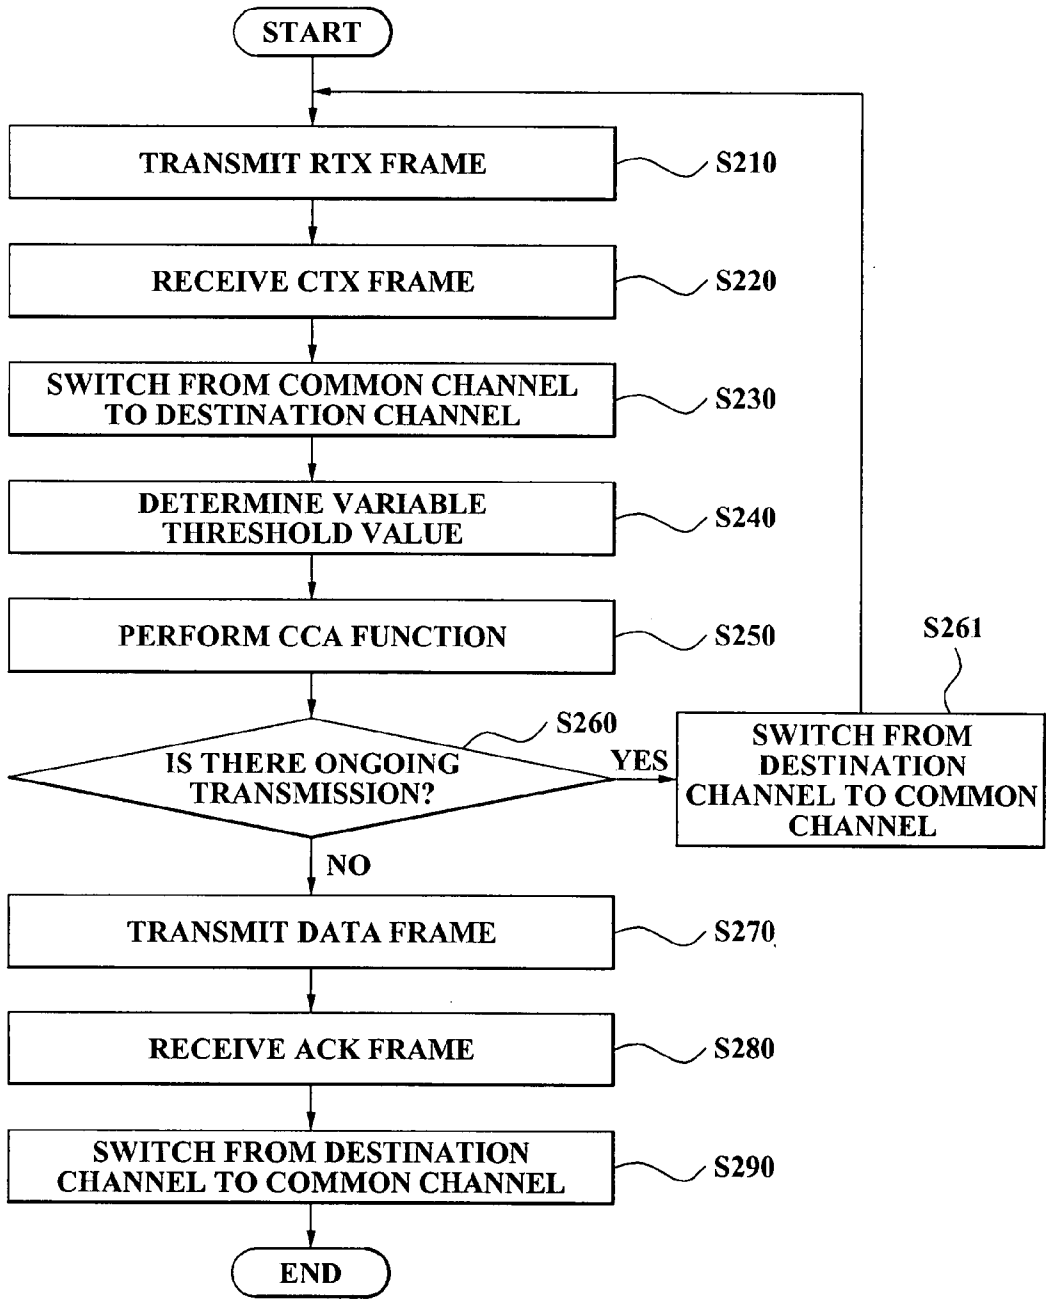 START
TRANSMIT RTX FRAME
S210
RECEIVE CTX FRAME
S220
SWITCH FROM COMMON CHANNEL
TO DESTINATION CHANNEL
S230
DETERMINE VARIABLE
THRESHOLD VALUE
S240
PERFORM CCA FUNCTION
S250
S261
S260
IS THERE ONGOING
TRANSMISSION?
YES
SWITCH FROM
DESTINATION
CHANNEL TO COMMON
CHANNEL
NO
TRANSMIT DATA FRAME
S270
RECEIVE ACK FRAME
S280
SWITCH FROM DESTINATION
CHANNEL TO COMMON CHANNEL
S290
END